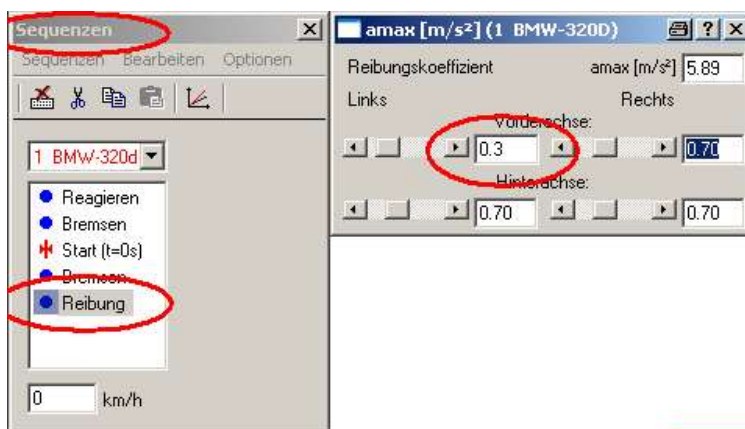 Sequenzen
Sequenzen Bearbeiten Optionen
1 BMW-320d
Reagieren
Bremsen
Start (t=0s)
Bremsen
Reibung
0 km/h
amax [m/s²] (1 BMW-320D)
Reibungskoeffizient amax [m/s²] 5.89
Links Rechts
Vorderachse:
0.3 0.70
Hinterachse:
0.70 0.70